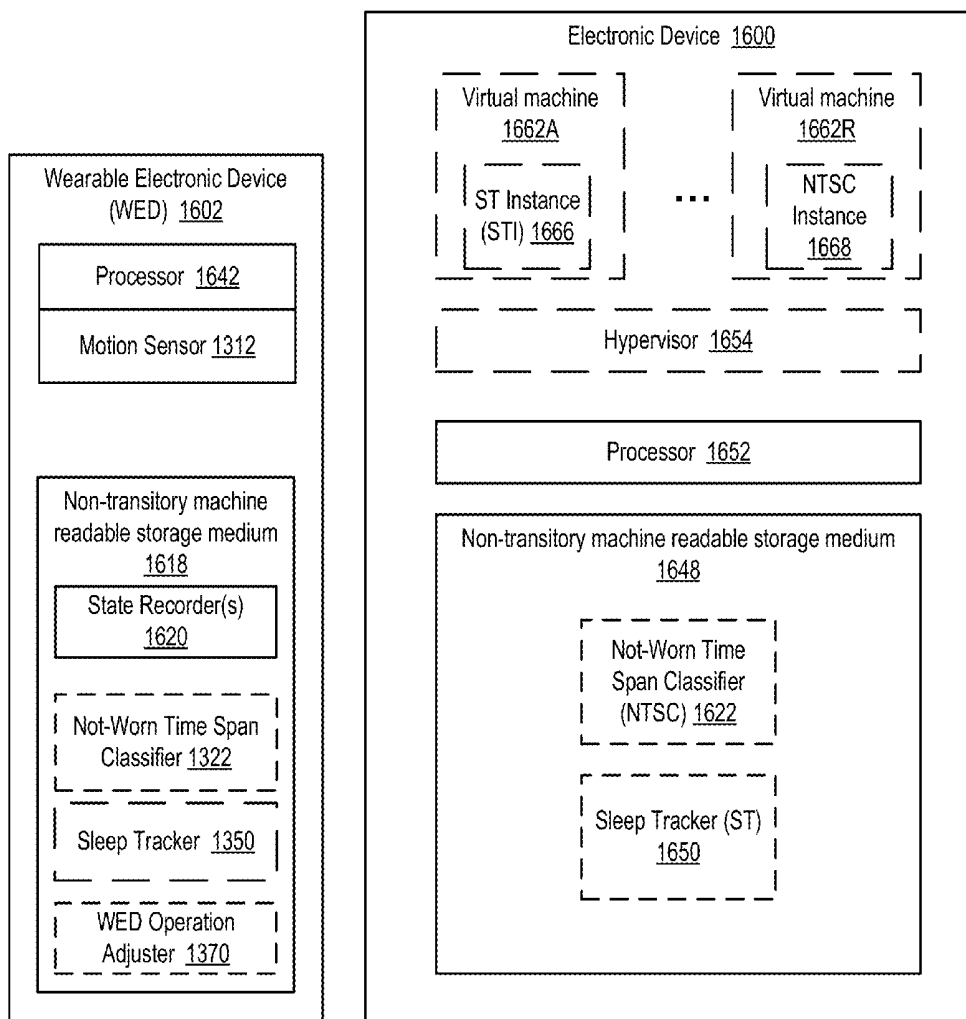 Wearable Electronic Device
(WED) 1602
Processor 1642
Motion Sensor 1312
Non-transitory machine
readable storage medium
1618
State Recorder(s)
1620
Not-Worn Time Span
Classifier 1322
Sleep Tracker 1350
WED Operation
Adjuster 1370
Electronic Device 1600
Virtual machine
1662A
ST Instance
(STI) 1666
...
Virtual machine
1662R
NTSC
Instance
1668
Hypervisor 1654
Processor 1652
Non-transitory machine readable storage medium
1648
Not-Worn Time
Span Classifier
(NTSC) 1622
Sleep Tracker (ST)
1650